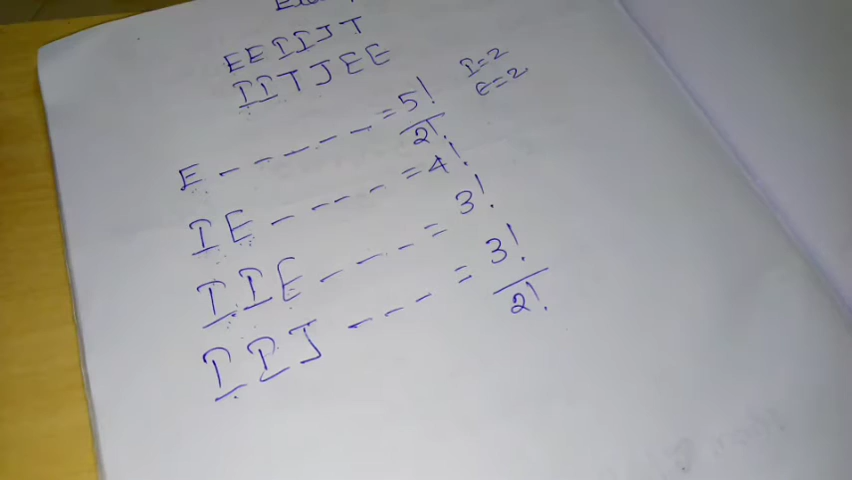 EEIIJT
IITJEE
I=2
E=2
E - - - - - = 5!/2!
IE - - - - = 4!
IIE - - - - = 3!
IIJ - - - = 3!/2!